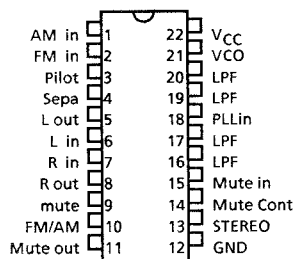 AM in 1 22 VCC
FM in 2 21 VCO
Pilot 3 20 LPF
Sepa 4 19 LPF
L out 5 18 PLLin
L in 6 17 LPF
R in 7 16 LPF
R out 8 15 Mute in
mute 9 14 Mute Cont
FM/AM 10 13 STEREO
Mute out 11 12 GND